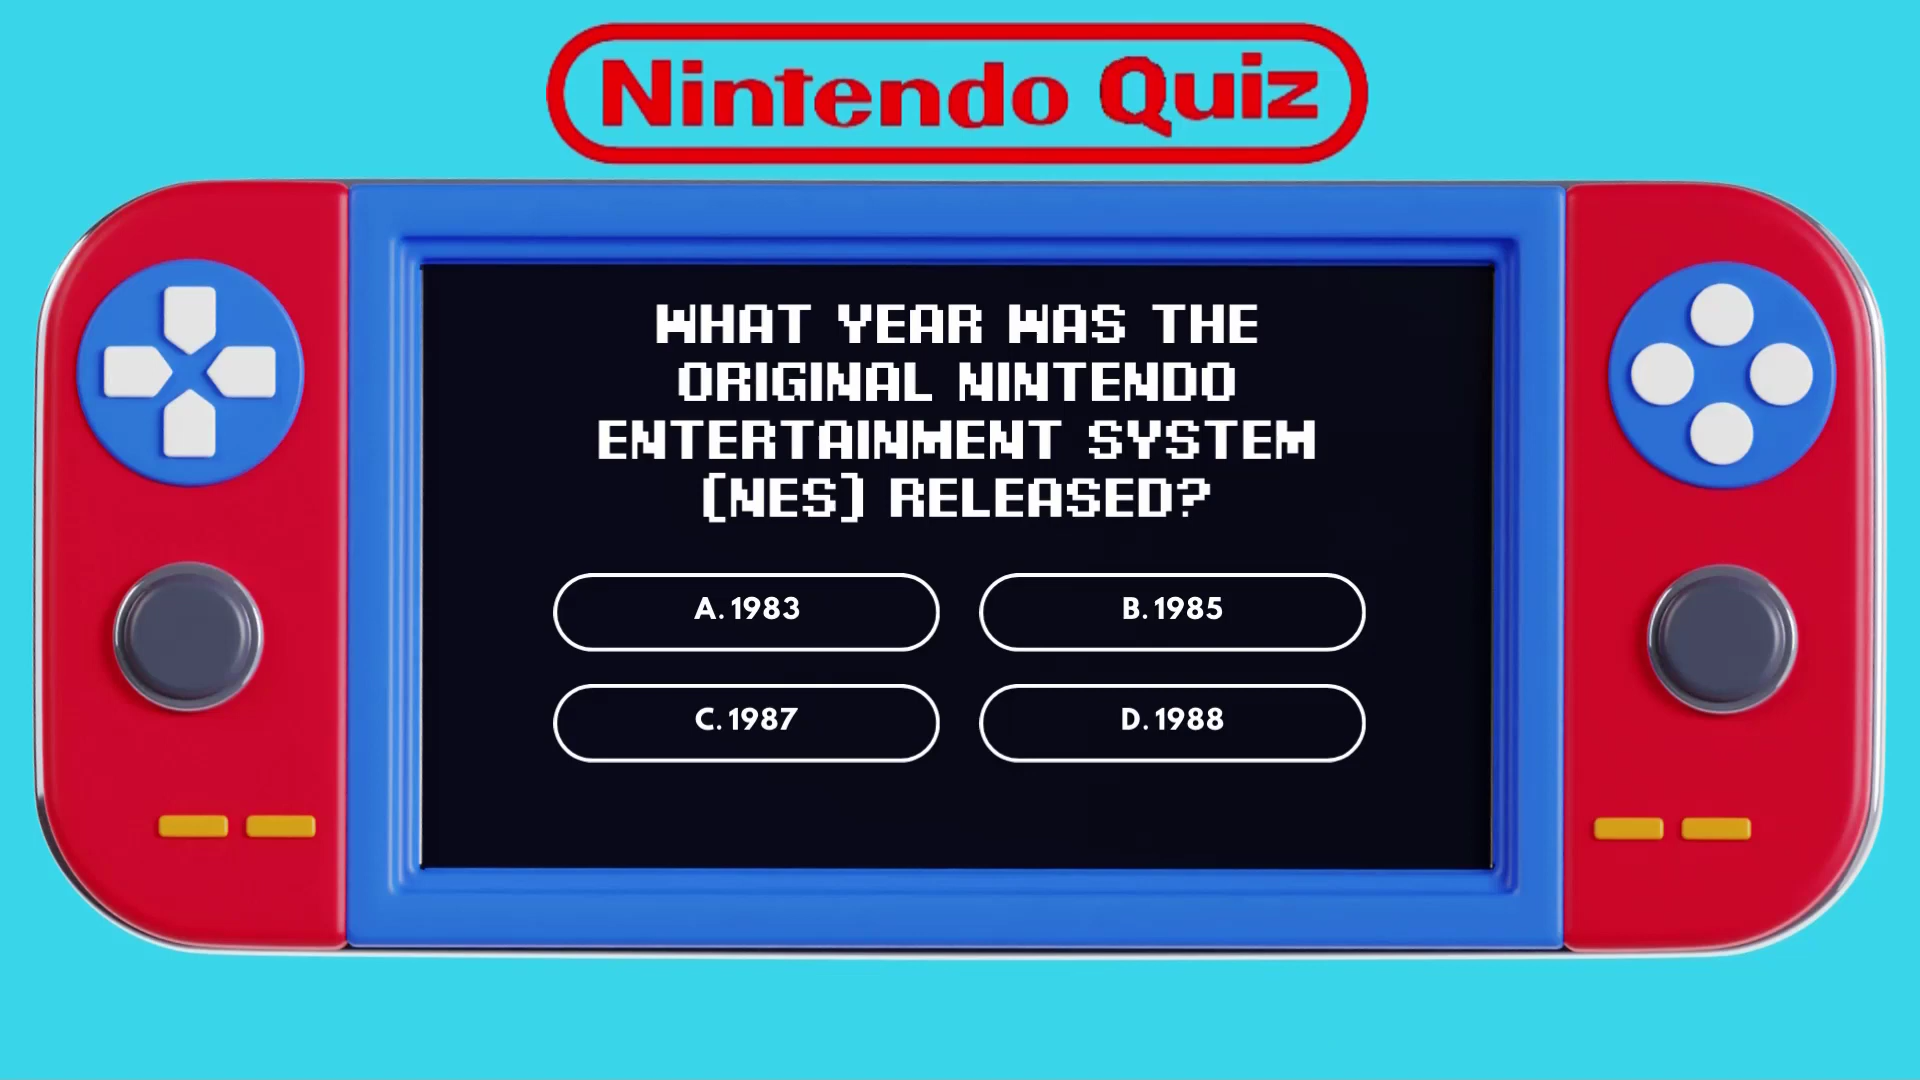 Nintendo Quiz
WHAT YEAR WAS THE
ORIGINAL NINTENDO
ENTERTAINMENT SYSTEM
(NES) RELEASED?
A. 1983
B. 1985
C. 1987
D. 1988